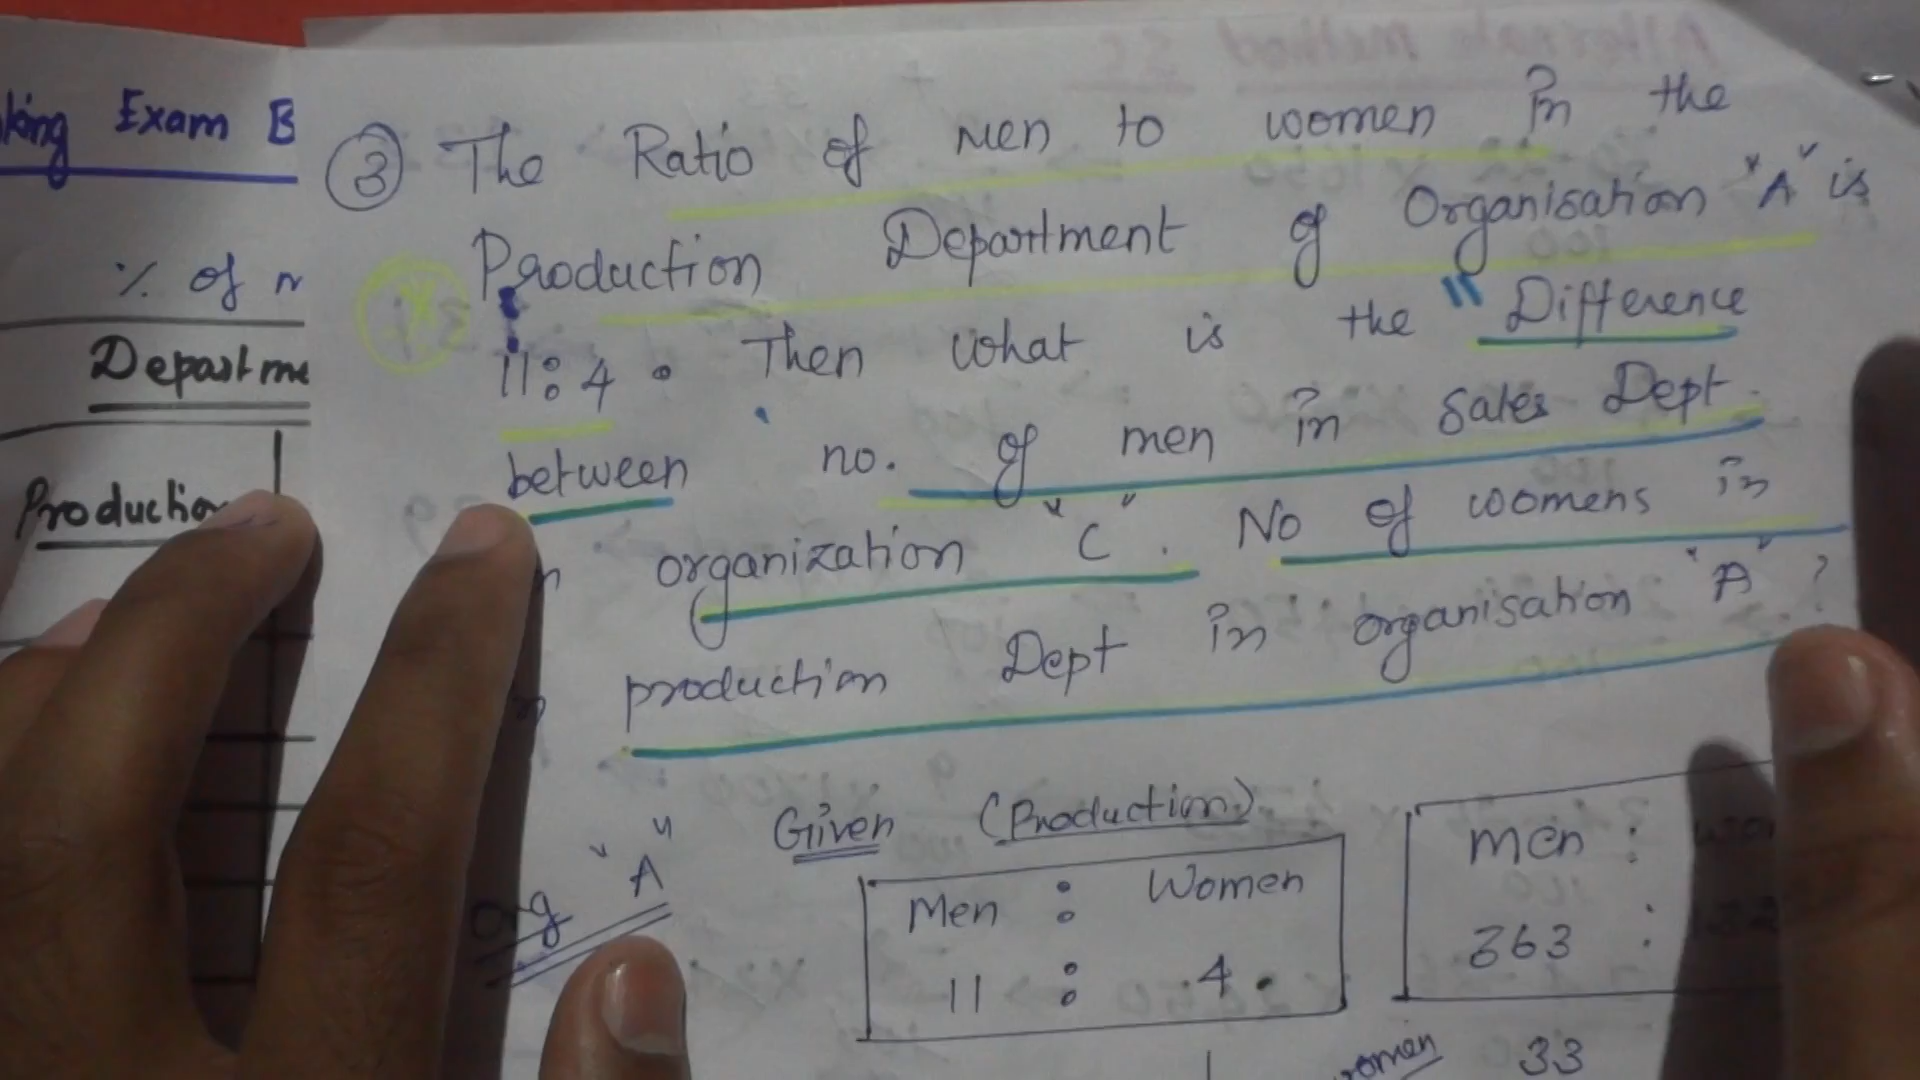 king Exam B
% of
Departme
Production
③ The Ratio of Men to women in the
Production Department of Organisation "A" is
11:4. Then what is the "Difference
between no. of men in Sales Dept
organization "C". No of womens in
production Dept in organisation "A"?
Given (Production)
Org "A"
Men : Women
11 : 4
Men :
363 :
women 33